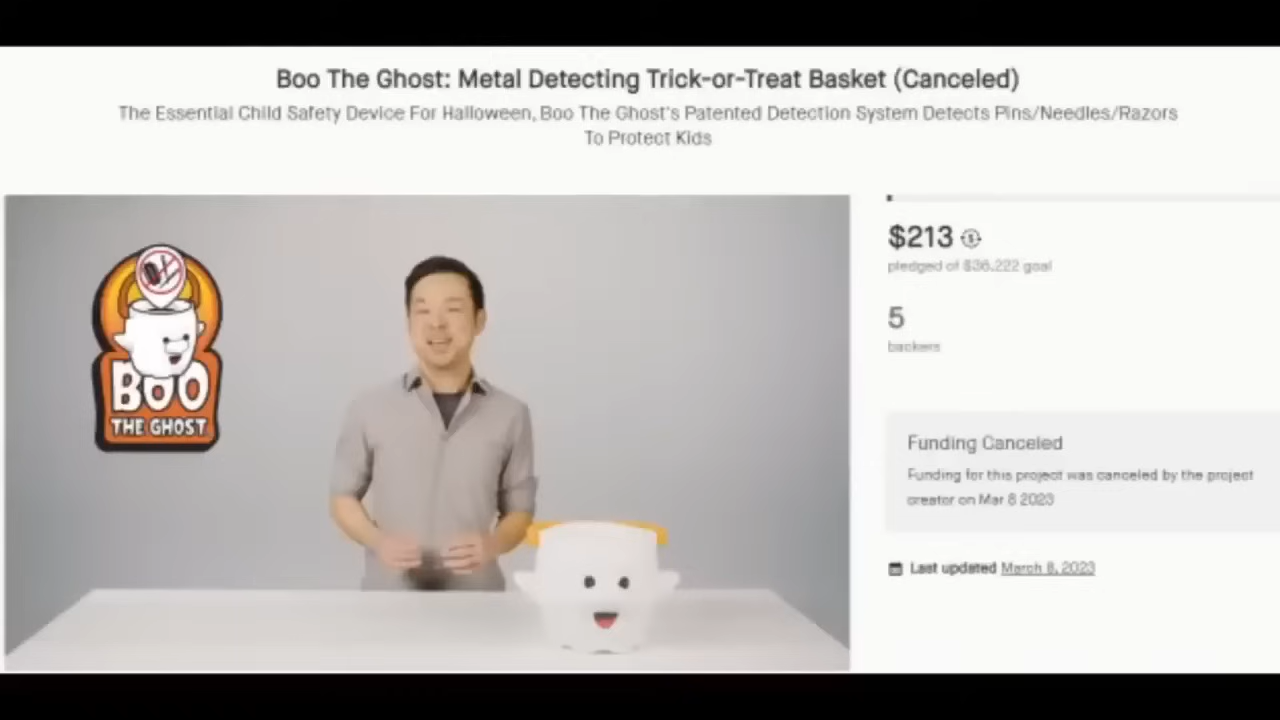 Boo The Ghost: Metal Detecting Trick-or-Treat Basket (Canceled)
The Essential Child Safety Device For Halloween, Boo The Ghost's Patented Detection System Detects Pins/Needles/Razors
To Protect Kids
BOO
THE GHOST
$213
pledged of $36,222 goal
5
backers
Funding Canceled
Funding for this project was canceled by the project
creator on Mar 8 2023
Last updated March 8, 2023